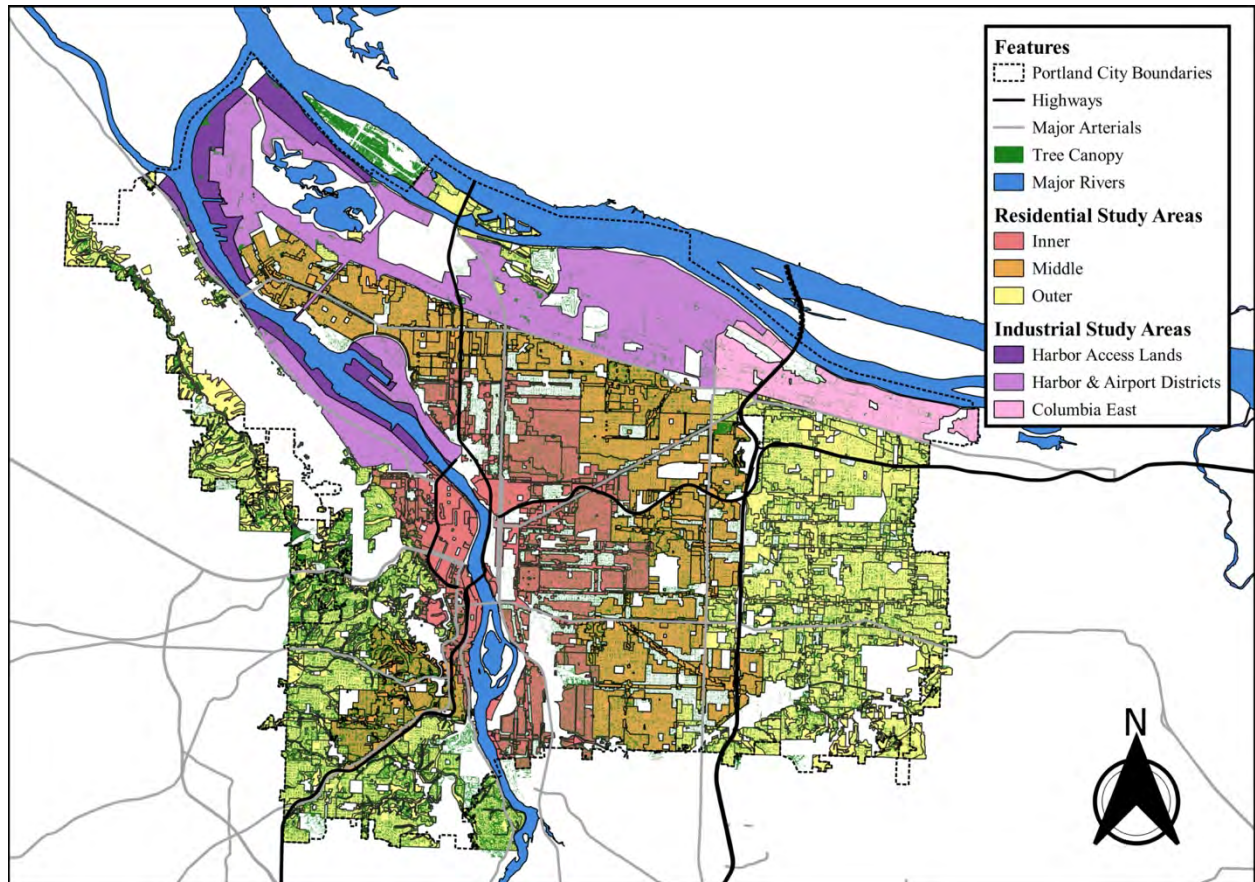 Features
Portland City Boundaries
Highways
Major Arterials
Tree Canopy
Major Rivers
Residential Study Areas
Inner
Middle
Outer
Industrial Study Areas
Harbor Access Lands
Harbor & Airport Districts
Columbia East
N